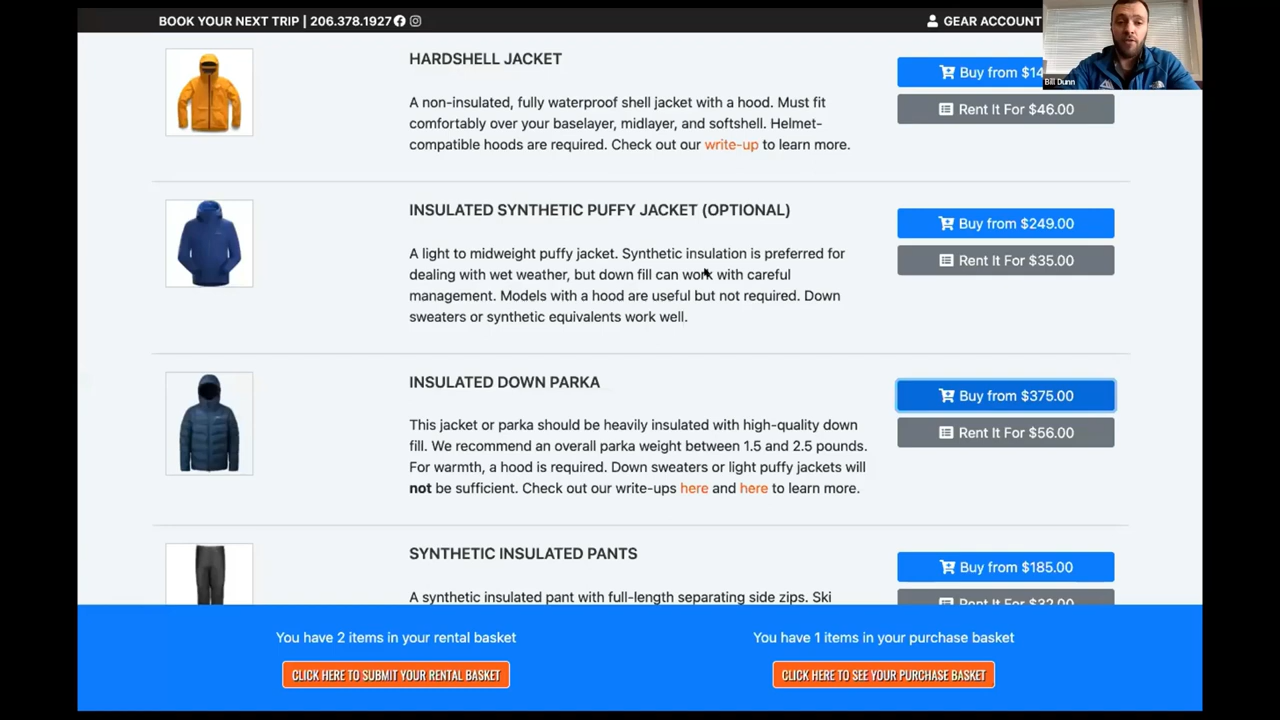 BOOK YOUR NEXT TRIP | 206.378.1927
GEAR ACCOUNT
Bill Dunn
HARDSHELL JACKET
A non-insulated, fully waterproof shell jacket with a hood. Must fit
comfortably over your baselayer, midlayer, and softshell. Helmet-
compatible hoods are required. Check out our write-up to learn more.
Buy from $14
Rent It For $46.00
INSULATED SYNTHETIC PUFFY JACKET (OPTIONAL)
A light to midweight puffy jacket. Synthetic insulation is preferred for
dealing with wet weather, but down fill can work with careful
management. Models with a hood are useful but not required. Down
sweaters or synthetic equivalents work well.
Buy from $249.00
Rent It For $35.00
INSULATED DOWN PARKA
This jacket or parka should be heavily insulated with high-quality down
fill. We recommend an overall parka weight between 1.5 and 2.5 pounds.
For warmth, a hood is required. Down sweaters or light puffy jackets will
not be sufficient. Check out our write-ups here and here to learn more.
Buy from $375.00
Rent It For $56.00
SYNTHETIC INSULATED PANTS
A synthetic insulated pant with full-length separating side zips. Ski
Buy from $185.00
Rent It For $32.00
You have 2 items in your rental basket
CLICK HERE TO SUBMIT YOUR RENTAL BASKET
You have 1 items in your purchase basket
CLICK HERE TO SEE YOUR PURCHASE BASKET